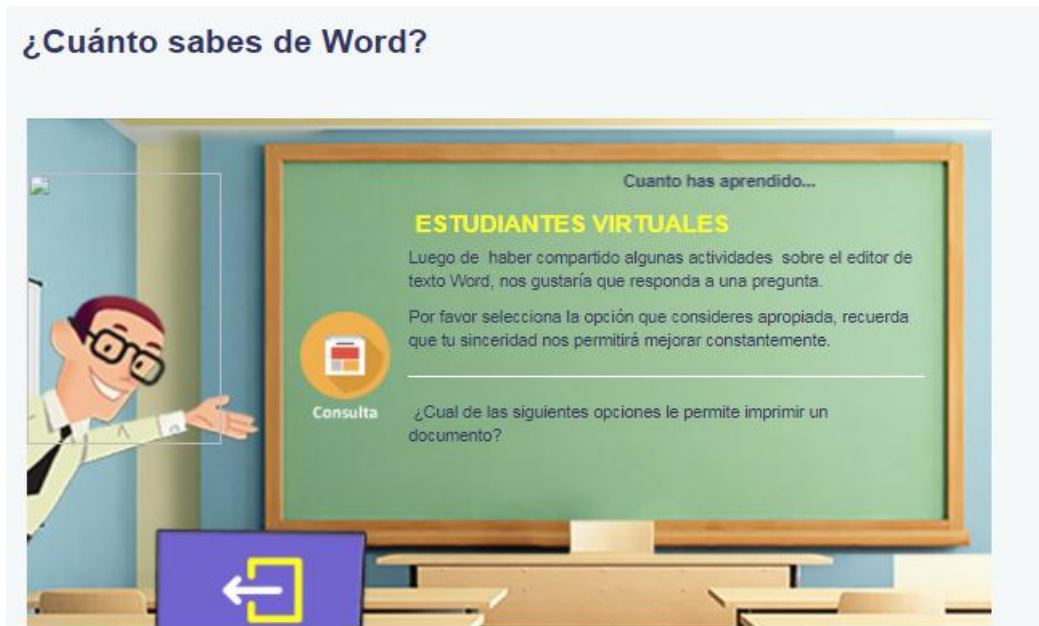 ¿Cuánto sabes de Word?
Cuanto has aprendido...
ESTUDIANTES VIRTUALES
Luego de haber compartido algunas actividades sobre el editor de
texto Word, nos gustaría que responda a una pregunta.
Por favor selecciona la opción que consideres apropiada, recuerda
que tu sinceridad nos permitirá mejorar constantemente.
Consulta
¿Cual de las siguientes opciones le permite imprimir un
documento?